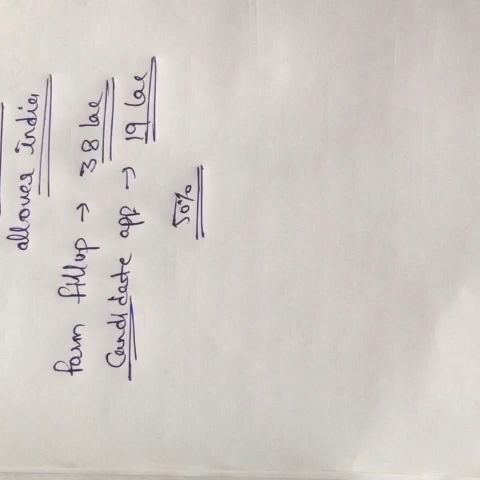 allover india
form fillup → 38 lac
Candidate app → 19 lac
50%